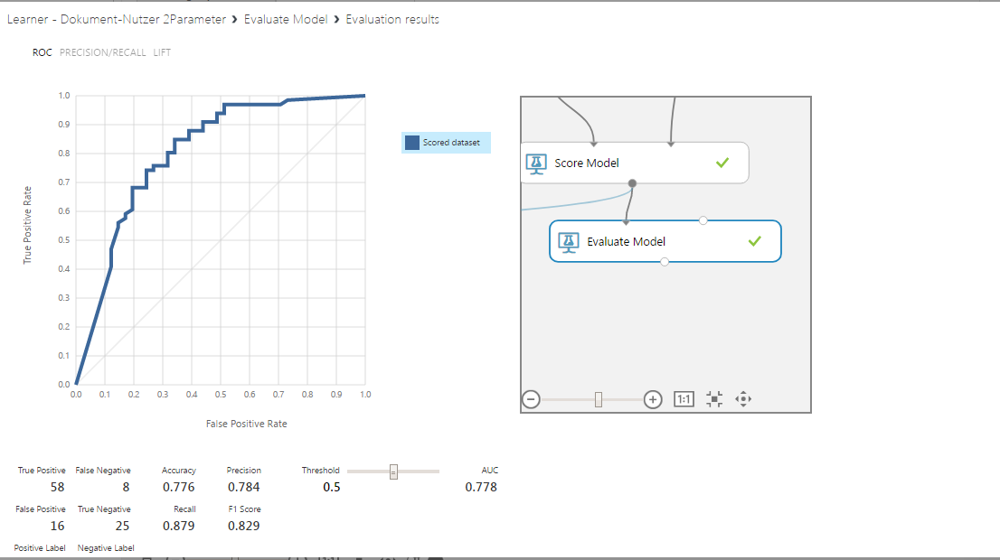 Learner - Dokument-Nutzer 2Parameter › Evaluate Model › Evaluation results
ROC PRECISION/RECALL LIFT
1.0
0.9
0.8
0.7
0.6
0.5
0.4
0.3
0.2
0.1
0.0
True Positive Rate
0.0 0.1 0.2 0.3 0.4 0.5 0.6 0.7 0.8 0.9 1.0
False Positive Rate
Scored dataset
Score Model
Evaluate Model
1:1
True Positive False Negative Accuracy Precision Threshold AUC
58 8 0.776 0.784 0.5 0.778
False Positive True Negative Recall F1 Score
16 25 0.879 0.829
Positive Label Negative Label